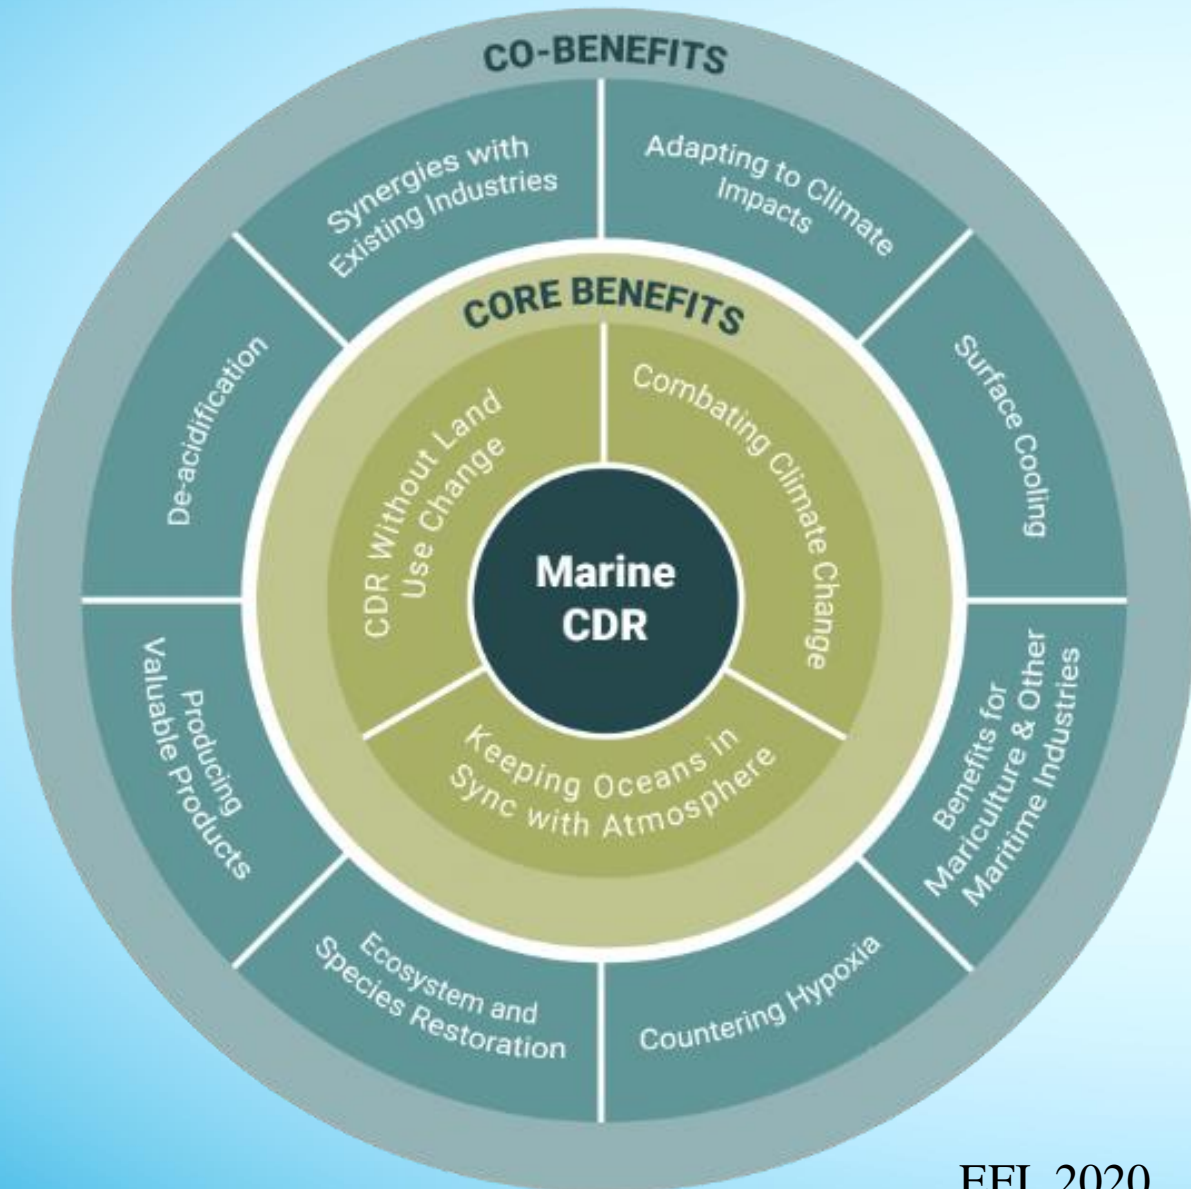 CO-BENEFITS
Synergies with
Existing Industries
Adapting to Climate
Impacts
Surface Cooling
Benefits for
Mariculture & Other
Maritime Industries
Countering Hypoxia
Ecosystem and
Species Restoration
Producing
Valuable Products
De-acidification
CORE BENEFITS
CDR Without Land
Use Change
Combating Climate Change
Keeping Oceans in
Sync with Atmosphere
Marine
CDR
EFI, 2020